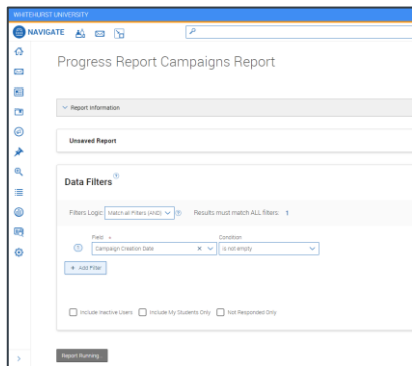 WHITEHURST UNIVERSITY
NAVIGATE
Progress Report Campaigns Report
Report Information
Unsaved Report
Data Filters
Filters Logic: Match all Filters (AND) Results must match ALL filters: 1
Field Condition
Campaign Creation Date is not empty
+ Add Filter
Include Inactive Users Include My Students Only Not Responded Only
Report Running...